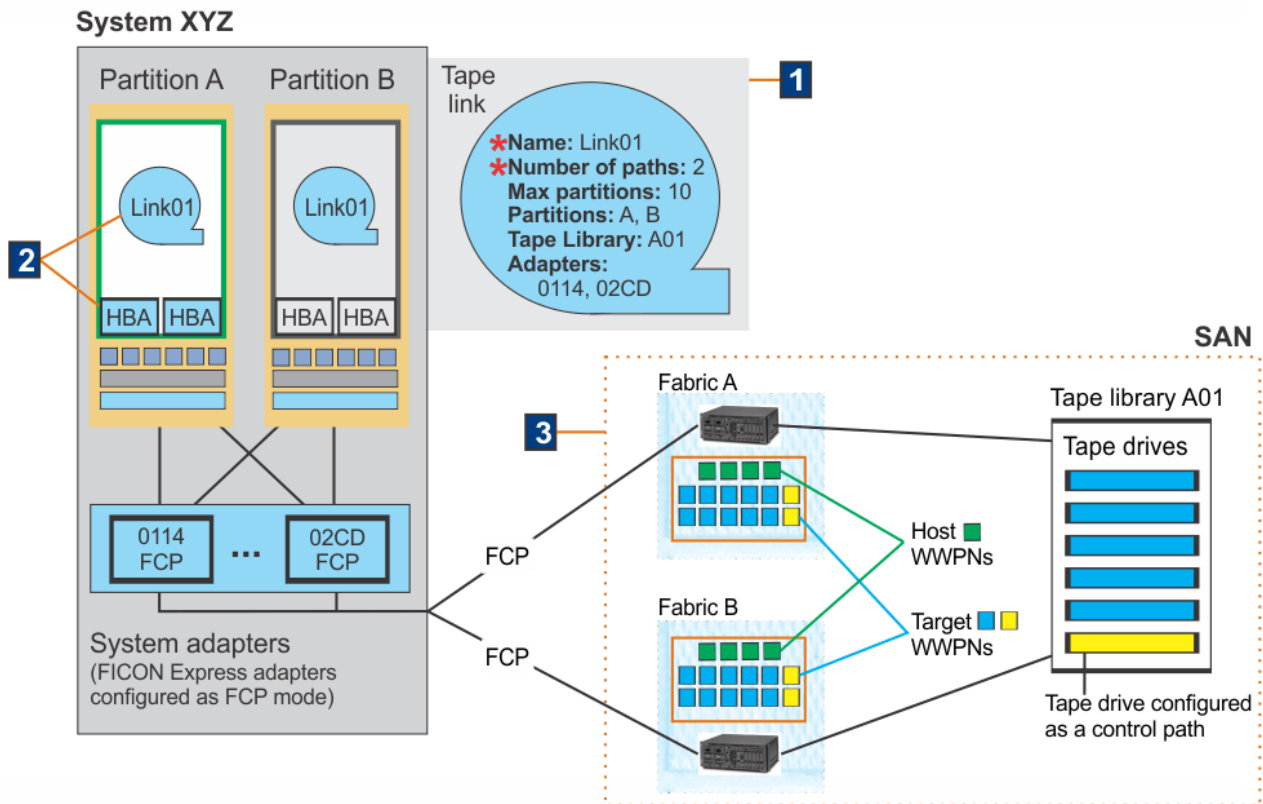 System XYZ
Partition A
Partition B
Link01
Link01
HBA
HBA
HBA
HBA
2
Tape
link
*Name: Link01
*Number of paths: 2
Max partitions: 10
Partitions: A, B
Tape Library: A01
Adapters:
0114, 02CD
1
0114
FCP
...
02CD
FCP
System adapters
(FICON Express adapters
configured as FCP mode)
FCP
FCP
SAN
3
Fabric A
Fabric B
Host
WWPNs
Target
WWPNs
Tape library A01
Tape drives
Tape drive configured
as a control path